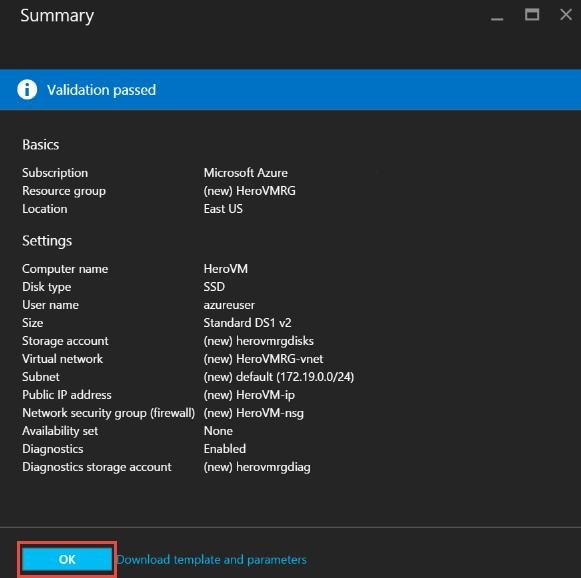 Summary
Validation passed
Basics
Subscription Microsoft Azure
Resource group (new) HeroVMRG
Location East US
Settings
Computer name HeroVM
Disk type SSD
User name azureuser
Size Standard DS1 v2
Storage account (new) herovmrgdisks
Virtual network (new) HeroVMRG-vnet
Subnet (new) default (172.19.0.0/24)
Public IP address (new) HeroVM-ip
Network security group (firewall) (new) HeroVM-nsg
Availability set None
Diagnostics Enabled
Diagnostics storage account (new) herovmrgdiag
OK Download template and parameters